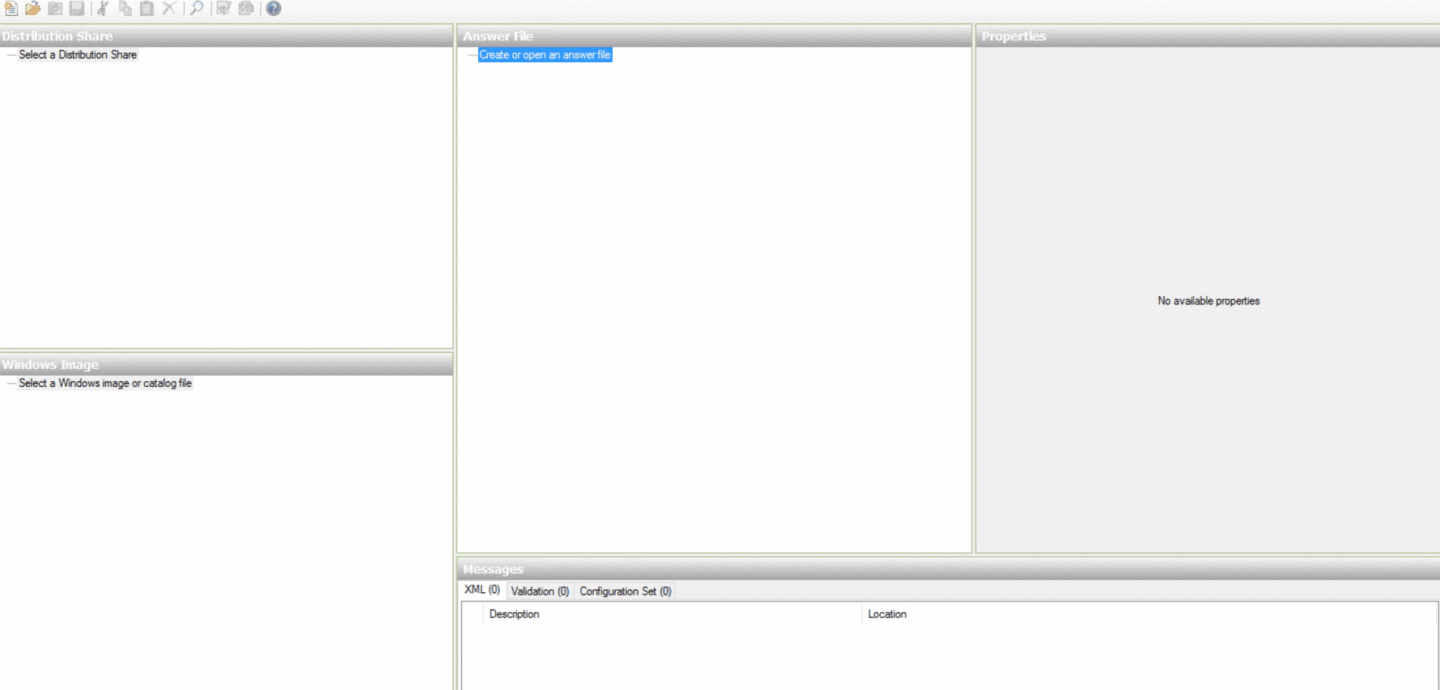 Distribution Share
Select a Distribution Share
Windows Image
Select a Windows image or catalog file
Answer File
Create or open an answer file
Properties
No available properties
Messages
XML (0) Validation (0) Configuration Set (0)
Description Location